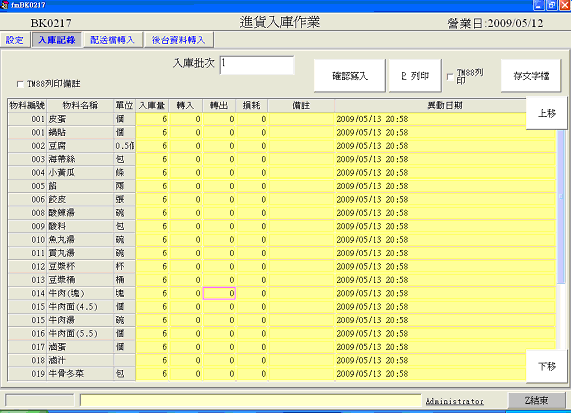 fmBK0217
BK0217 進貨入庫作業 營業日:2009/05/12
設定 入庫記錄 配送檔轉入 後台資料轉入
入庫批次 1
TM88列印備註 確認寫入 P 列印 TM88列印 存文字檔
物料編號 物料名稱 單位 入庫量 轉入 轉出 損耗 備註 異動日期
上移
001 皮蛋 個 6 0 0 0 2009/05/13 20:58
001 鍋貼 個 6 0 0 0 2009/05/13 20:58
002 豆腐 0.5個 6 0 0 0 2009/05/13 20:58
003 海帶絲 包 6 0 0 0 2009/05/13 20:58
004 小黃瓜 條 6 0 0 0 2009/05/13 20:58
005 餡 兩 6 0 0 0 2009/05/13 20:58
006 餃皮 張 6 0 0 0 2009/05/13 20:58
008 酸辣湯 碗 6 0 0 0 2009/05/13 20:58
009 酸料 包 6 0 0 0 2009/05/13 20:58
010 魚丸湯 碗 6 0 0 0 2009/05/13 20:58
011 貢丸湯 碗 6 0 0 0 2009/05/13 20:58
012 豆漿杯 杯 6 0 0 0 2009/05/13 20:58
013 豆漿桶 桶 6 0 0 0 2009/05/13 20:58
014 牛肉(塊) 塊 6 0 0 0 2009/05/13 20:58
015 牛肉面(4.5) 個 6 0 0 0 2009/05/13 20:58
015 牛肉湯 碗 6 0 0 0 2009/05/13 20:58
016 牛肉面(5.5) 個 6 0 0 0 2009/05/13 20:58
017 滷蛋 個 6 0 0 0 2009/05/13 20:58
018 滷汁 6 0 0 0 2009/05/13 20:58
019 牛骨冬菜 包 6 0 0 0 2009/05/13 20:58
下移
Administrator Z結束